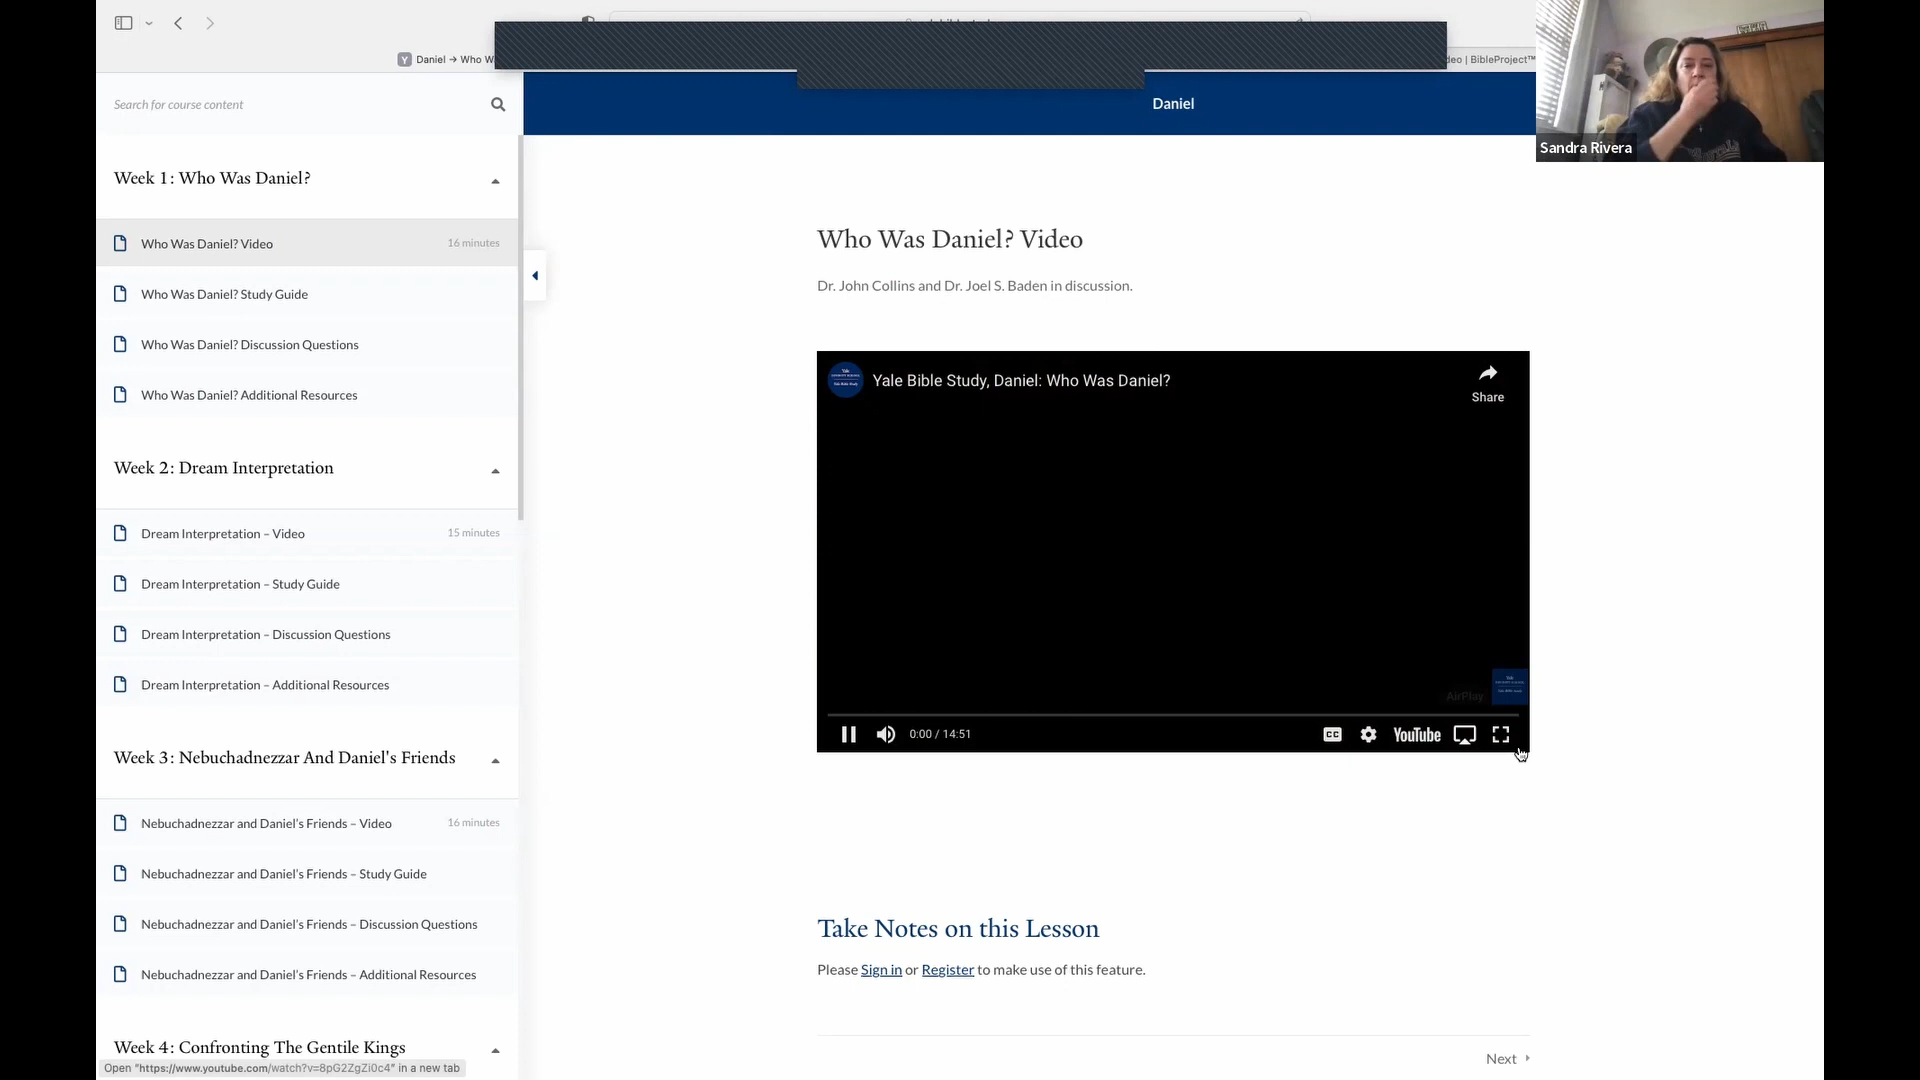 Daniel → Who W
deo | BibleProject™
Search for course content
Daniel
Sandra Rivera
Week 1: Who Was Daniel?
Who Was Daniel? Video
16 minutes
Who Was Daniel? Study Guide
Who Was Daniel? Discussion Questions
Who Was Daniel? Additional Resources
Week 2: Dream Interpretation
Dream Interpretation – Video
15 minutes
Dream Interpretation – Study Guide
Dream Interpretation – Discussion Questions
Dream Interpretation – Additional Resources
Week 3: Nebuchadnezzar And Daniel's Friends
Nebuchadnezzar and Daniel's Friends – Video
16 minutes
Nebuchadnezzar and Daniel's Friends – Study Guide
Nebuchadnezzar and Daniel's Friends – Discussion Questions
Nebuchadnezzar and Daniel's Friends – Additional Resources
Week 4: Confronting The Gentile Kings
Open "https://www.youtube.com/watch?v=8pG2ZgZi0c4" in a new tab
Who Was Daniel? Video
Dr. John Collins and Dr. Joel S. Baden in discussion.
Yale Bible Study, Daniel: Who Was Daniel?
Share
AirPlay
0:00 / 14:51
CC
YouTube
Take Notes on this Lesson
Please Sign in or Register to make use of this feature.
Next